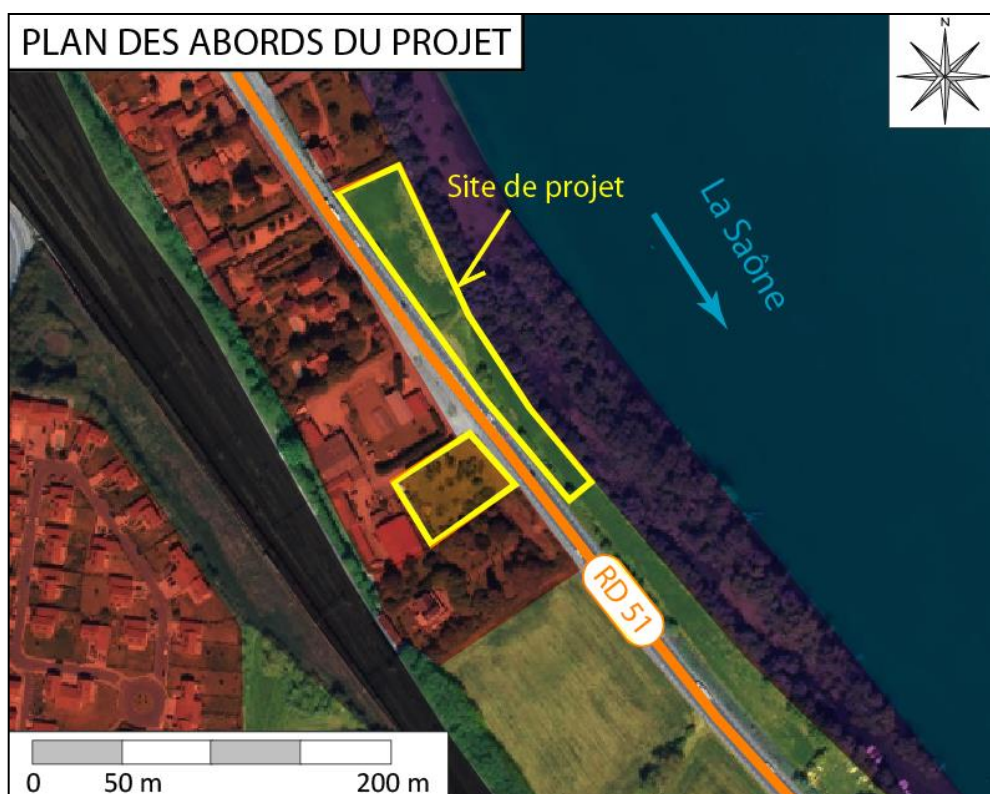 PLAN DES ABORDS DU PROJET
N
Site de projet
La Saône
RD 51
0 50 m 200 m